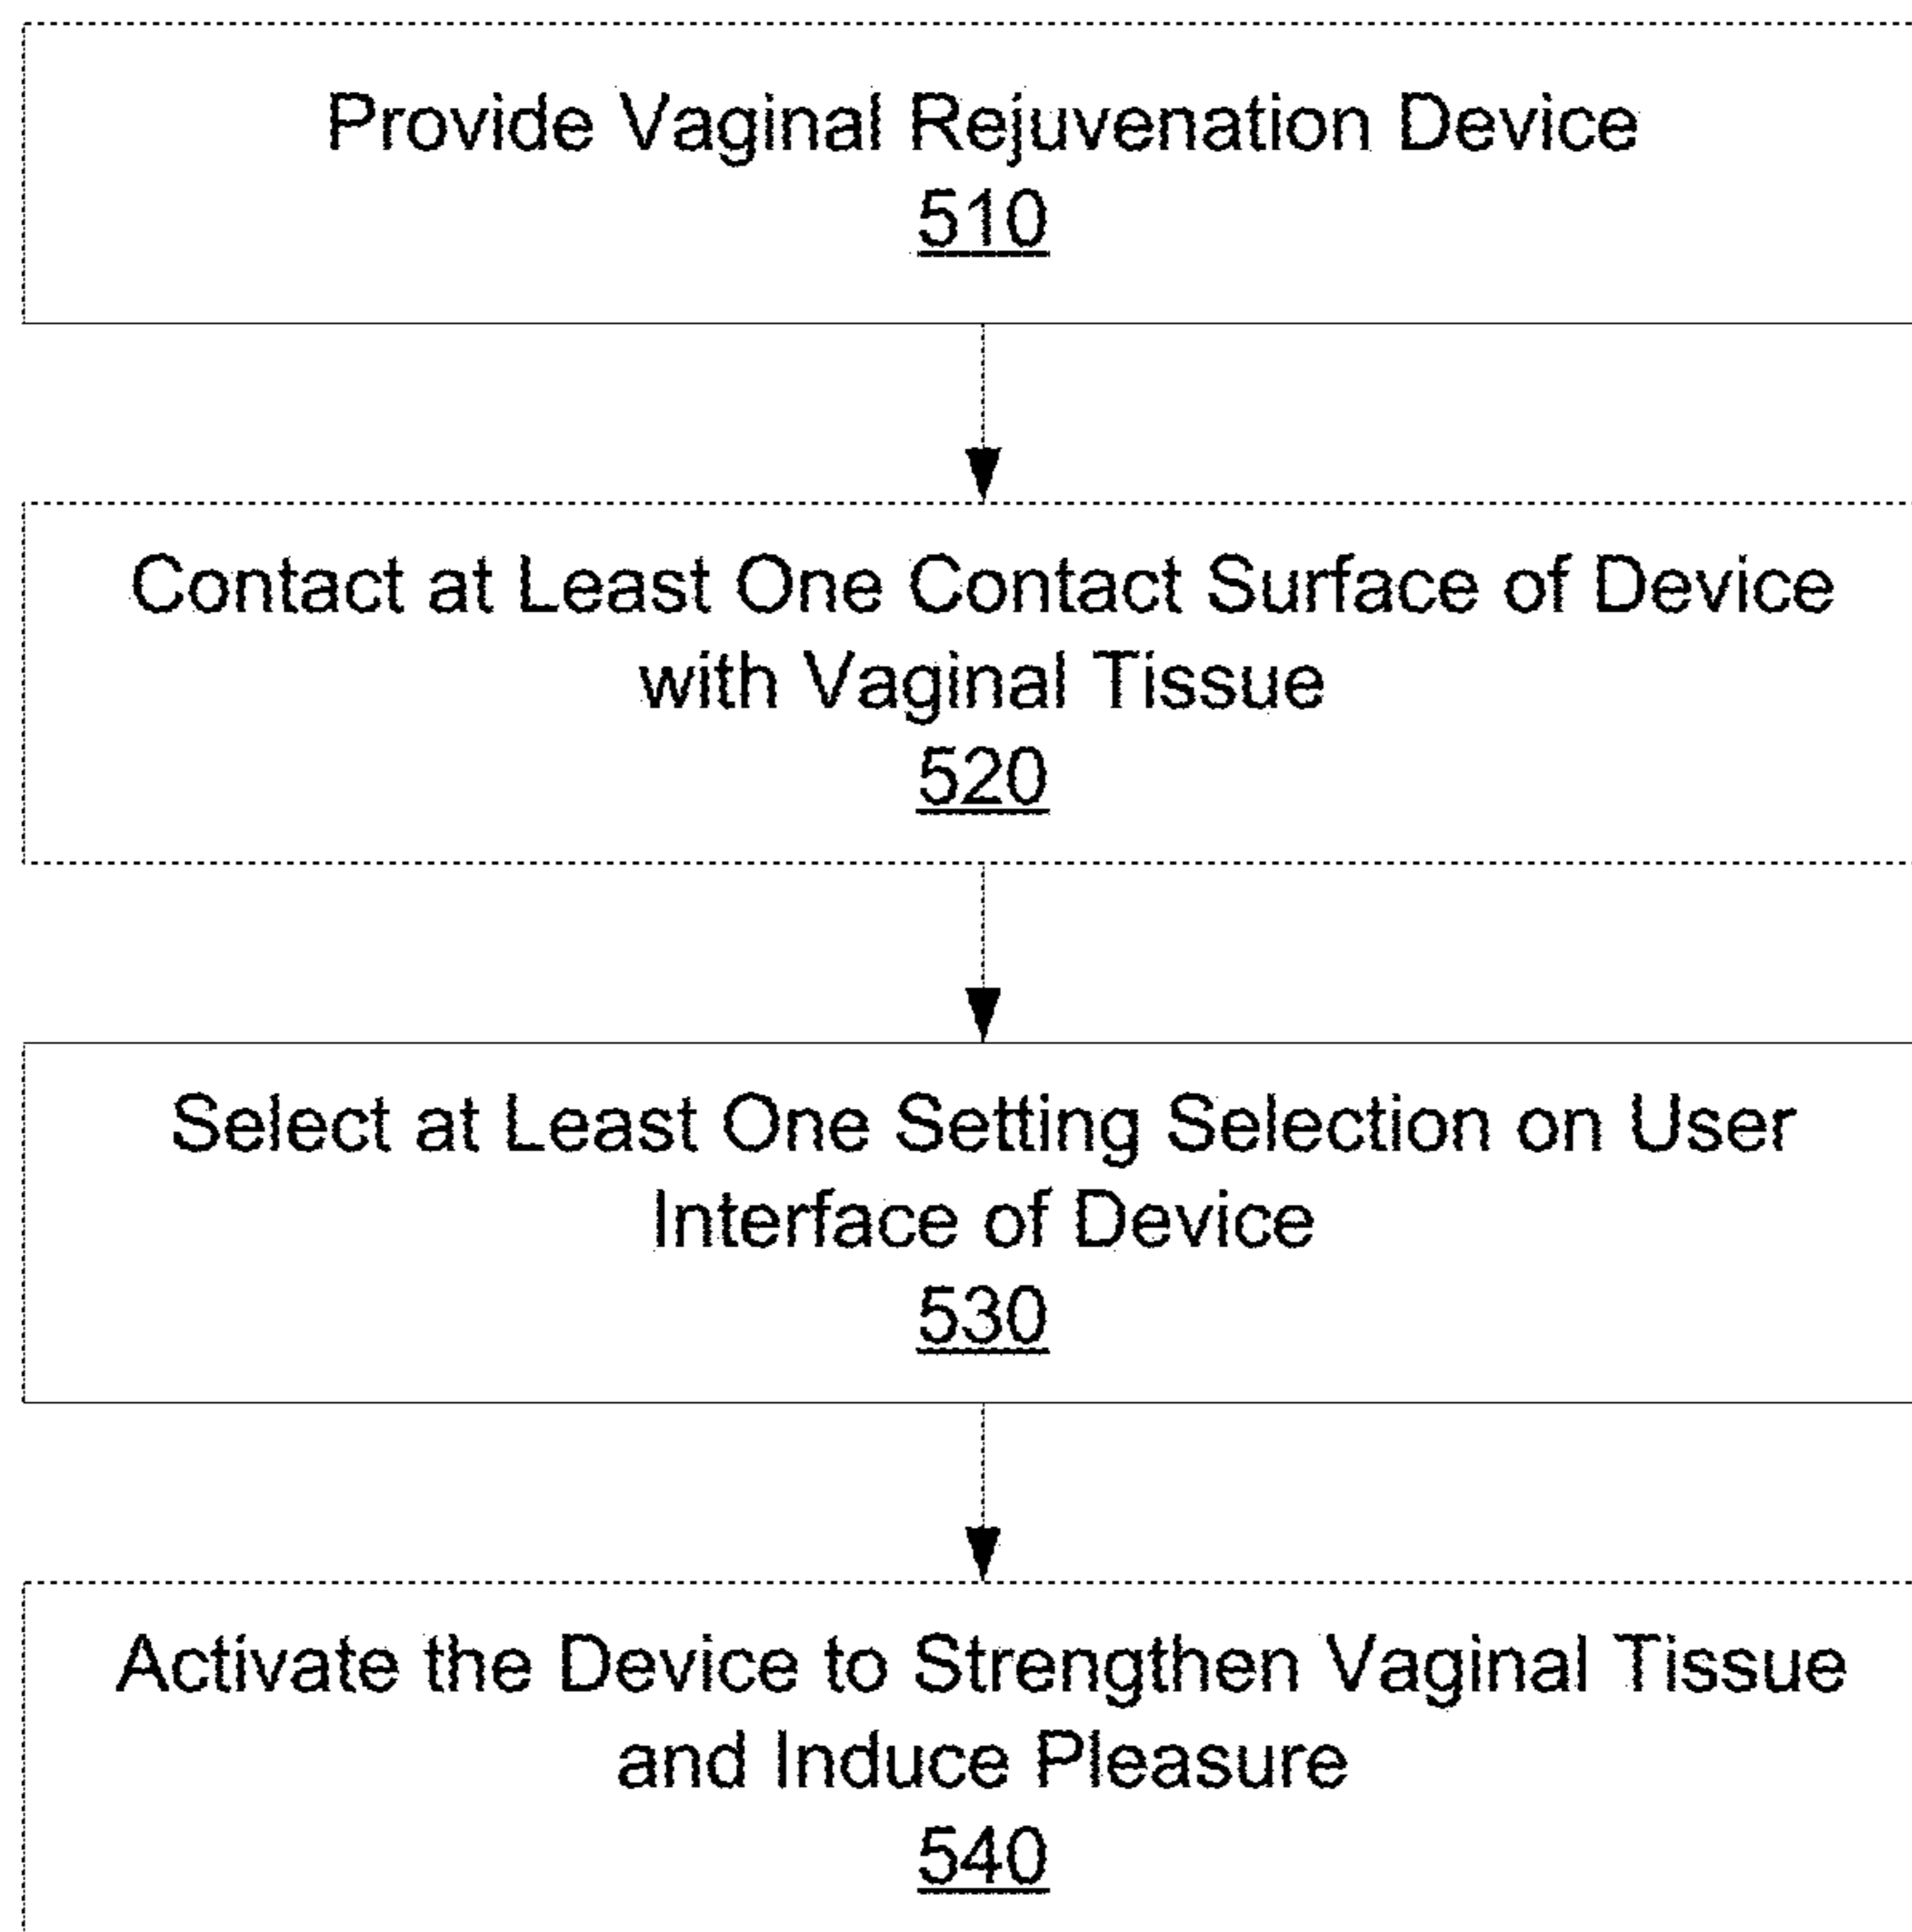 Provide Vaginal Rejuvenation Device
510
Contact at Least One Contact Surface of Device
with Vaginal Tissue
520
Select at Least One Setting Selection on User
Interface of Device
530
Activate the Device to Strengthen Vaginal Tissue
and Induce Pleasure
540